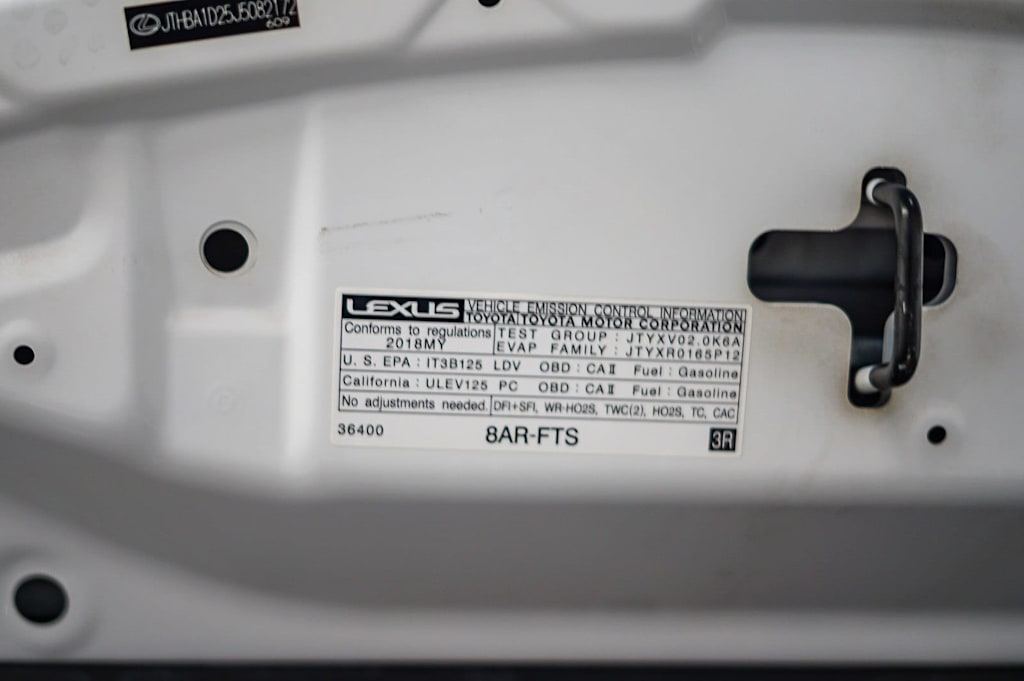 JTHBA1D25J5082172
609
LEXUS VEHICLE EMISSION CONTROL INFORMATION
TOYOTA/TOYOTA MOTOR CORPORATION
Conforms to regulations TEST GROUP : JTYXV02.0K6A
2018MY EVAP FAMILY : JTYXR0165P12
U. S. EPA : IT3B125 LDV OBD : CAⅡ Fuel : Gasoline
California : ULEV125 PC OBD : CAⅡ Fuel : Gasoline
No adjustments needed. DFI+SFI, WR-HO2S, TWC(2), HO2S, TC, CAC
36400 8AR-FTS 3R